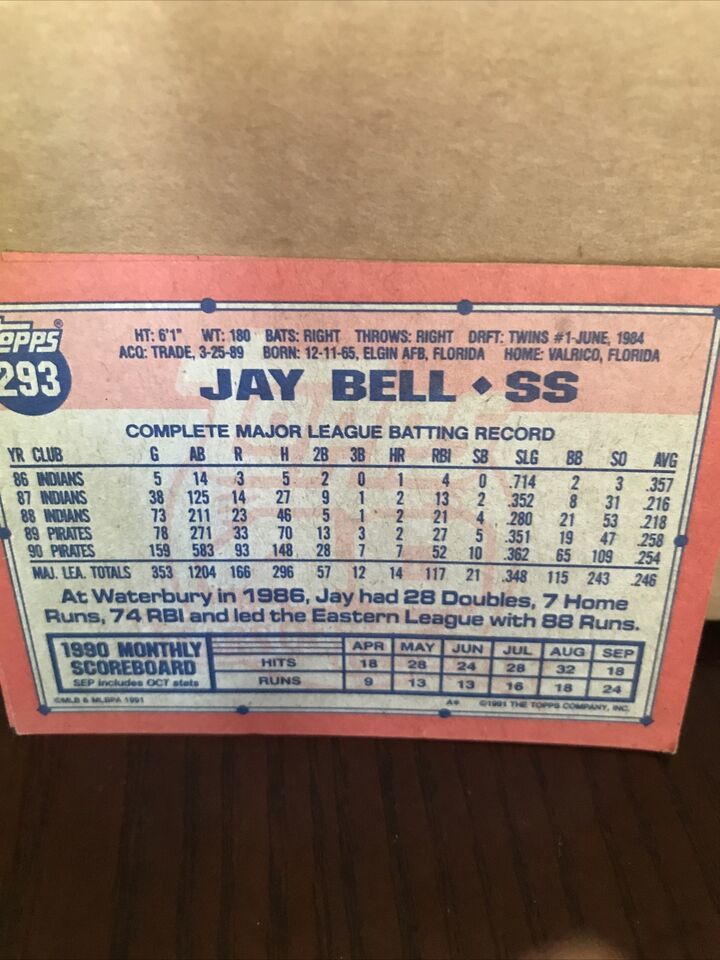 Topps®
293
HT: 6'1" WT: 180 BATS: RIGHT THROWS: RIGHT DRFT: TWINS #1-JUNE, 1984
ACQ: TRADE, 3-25-89 BORN: 12-11-65, ELGIN AFB, FLORIDA HOME: VALRICO, FLORIDA
JAY BELL ◆ SS
COMPLETE MAJOR LEAGUE BATTING RECORD
YR CLUB G AB R H 2B 3B HR RBI SB SLG BB SO AVG
86 INDIANS 5 14 3 5 2 0 1 4 0 .714 2 3 .357
87 INDIANS 38 125 14 27 9 1 2 13 2 .352 8 31 .216
88 INDIANS 73 211 23 46 5 1 2 21 4 .280 21 53 .218
89 PIRATES 78 271 33 70 13 3 2 27 5 .351 19 47 .258
90 PIRATES 159 583 93 148 28 7 7 52 10 .362 65 109 .254
MAJ. LEA. TOTALS 353 1204 166 296 57 12 14 117 21 .348 115 243 .246
At Waterbury in 1986, Jay had 28 Doubles, 7 Home
Runs, 74 RBI and led the Eastern League with 88 Runs.
1990 MONTHLY
SCOREBOARD
SEP includes OCT stats
APR MAY JUN JUL AUG SEP
HITS 18 28 24 28 32 18
RUNS 9 13 13 16 18 24
©MLB & MLBPA 1991 A* ©1991 THE TOPPS COMPANY, INC.